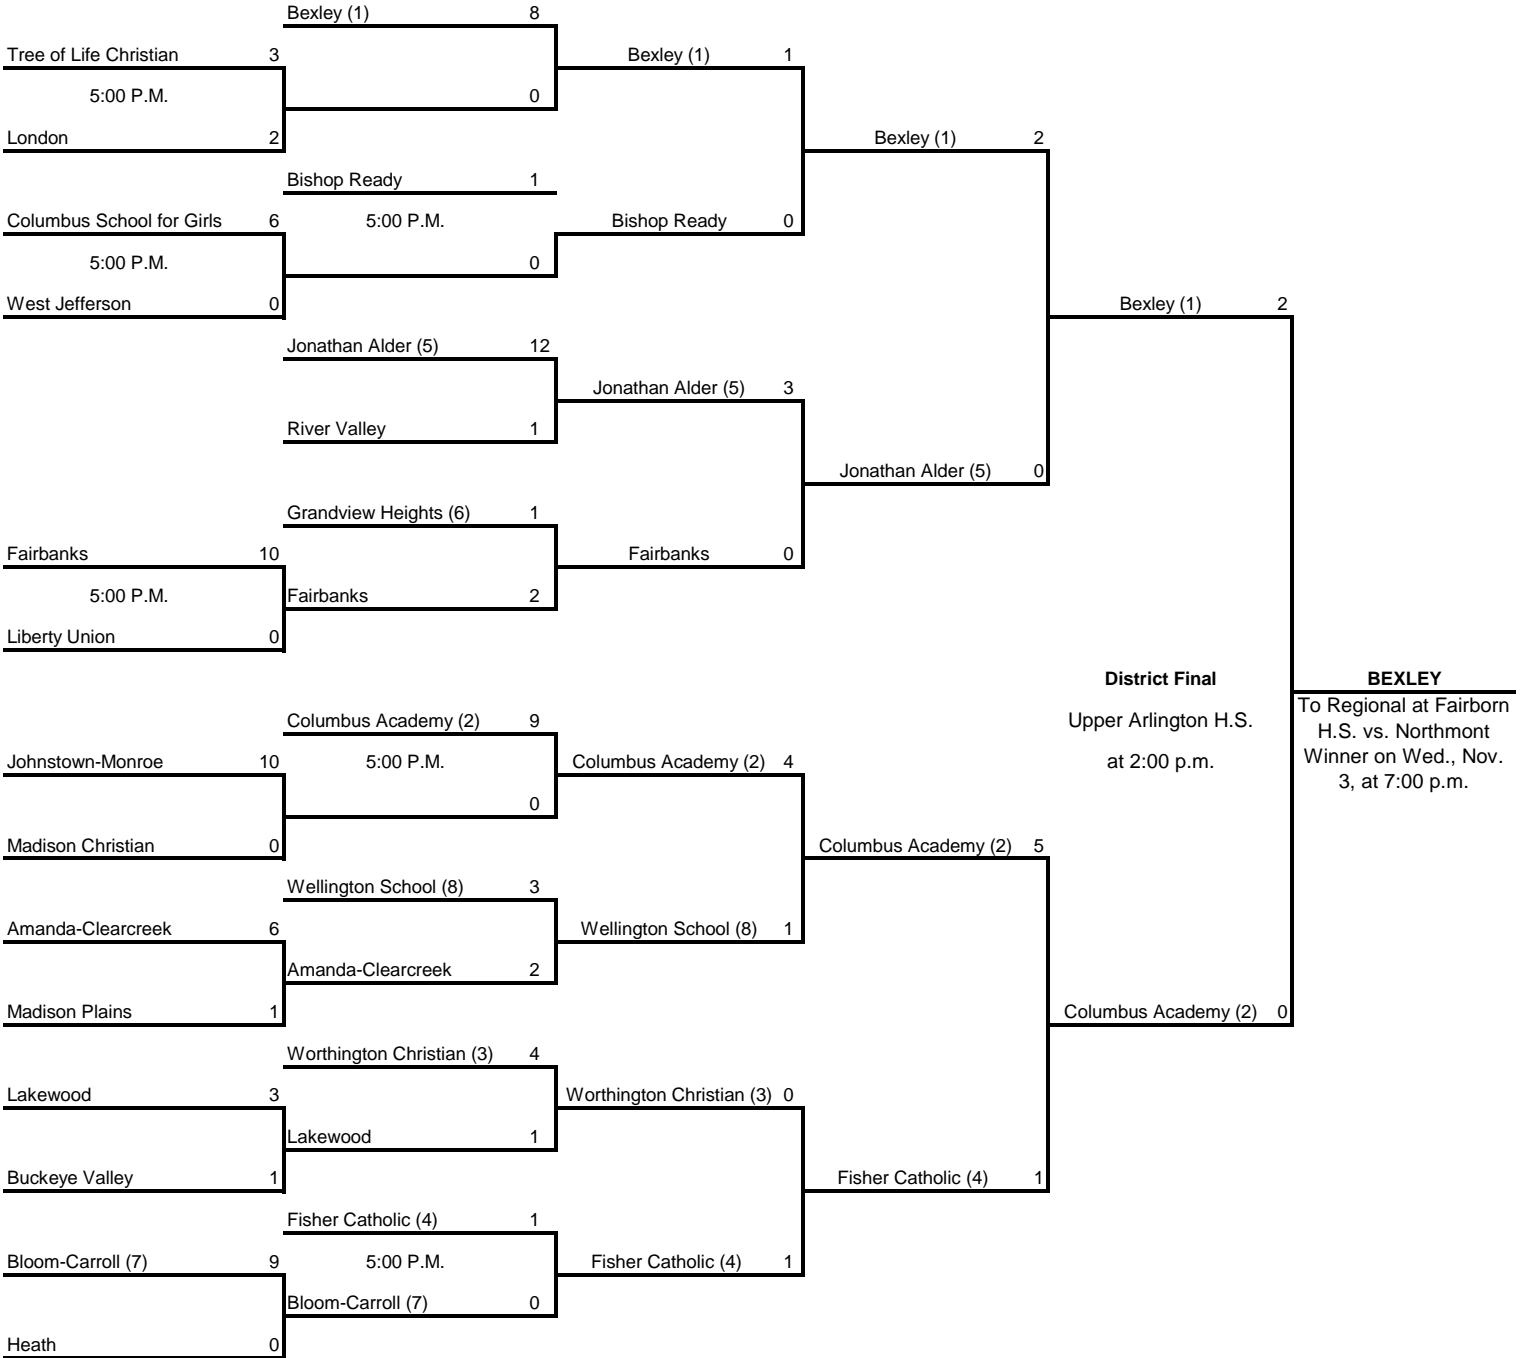 Bexley (1) 8
Tree of Life Christian 3 Bexley (1) 1
5:00 P.M. 0
London 2 Bexley (1) 2
Bishop Ready 1
Columbus School for Girls 6 5:00 P.M. Bishop Ready 0
5:00 P.M. 0
West Jefferson 0 Bexley (1) 2
Jonathan Alder (5) 12
Jonathan Alder (5) 3
River Valley 1
Jonathan Alder (5) 0
Grandview Heights (6) 1
Fairbanks 10 Fairbanks 0
5:00 P.M. Fairbanks 2
Liberty Union 0
District Final BEXLEY
Columbus Academy (2) 9 Upper Arlington H.S. To Regional at Fairborn
H.S. vs. Northmont
Johnstown-Monroe 10 5:00 P.M. Columbus Academy (2) 4 at 2:00 p.m. Winner on Wed., Nov.
3, at 7:00 p.m.
0
Madison Christian 0 Columbus Academy (2) 5
Wellington School (8) 3
Amanda-Clearcreek 6 Wellington School (8) 1
Amanda-Clearcreek 2
Madison Plains 1 Columbus Academy (2) 0
Worthington Christian (3) 4
Lakewood 3 Worthington Christian (3) 0
Lakewood 1
Buckeye Valley 1 Fisher Catholic (4) 1
Fisher Catholic (4) 1
Bloom-Carroll (7) 9 5:00 P.M. Fisher Catholic (4) 1
Bloom-Carroll (7) 0
Heath 0